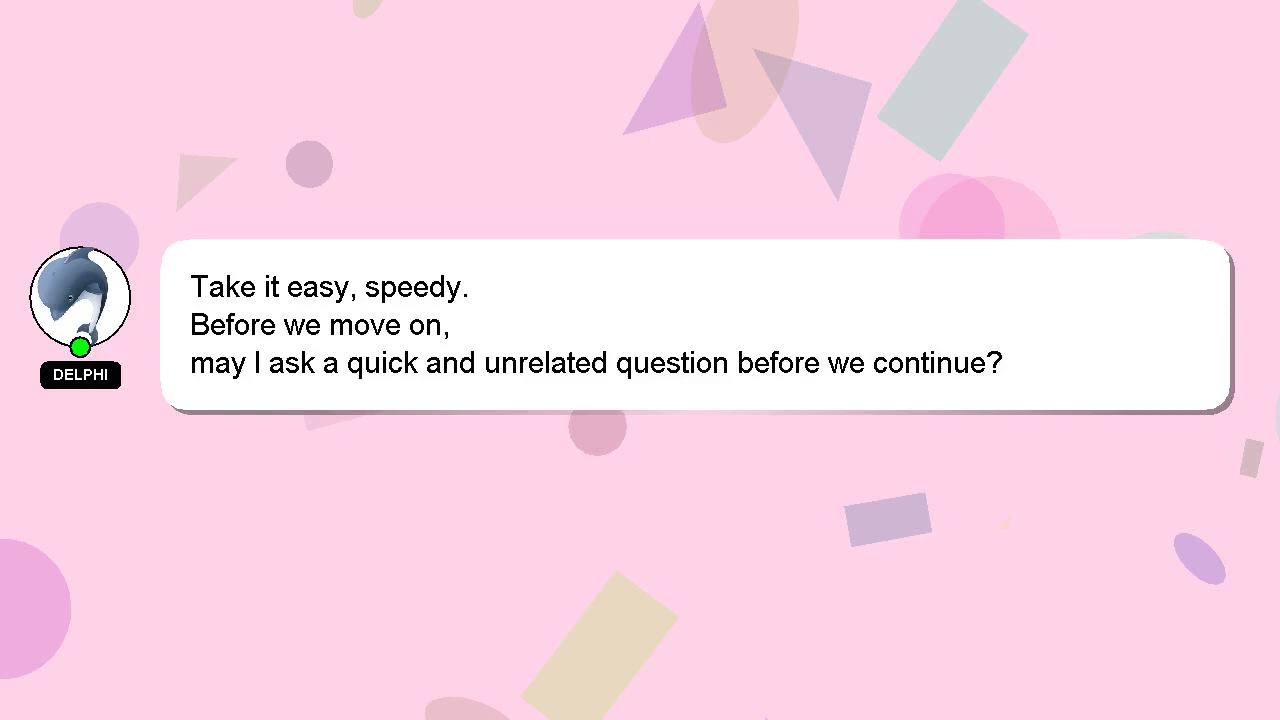 Take it easy, speedy.
Before we move on,
may I ask a quick and unrelated question before we continue?
DELPHI